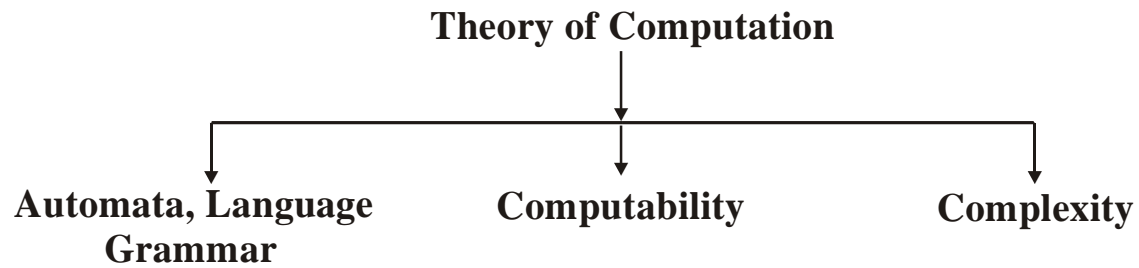 Theory of Computation
Automata, Language
Grammar
Computability
Complexity